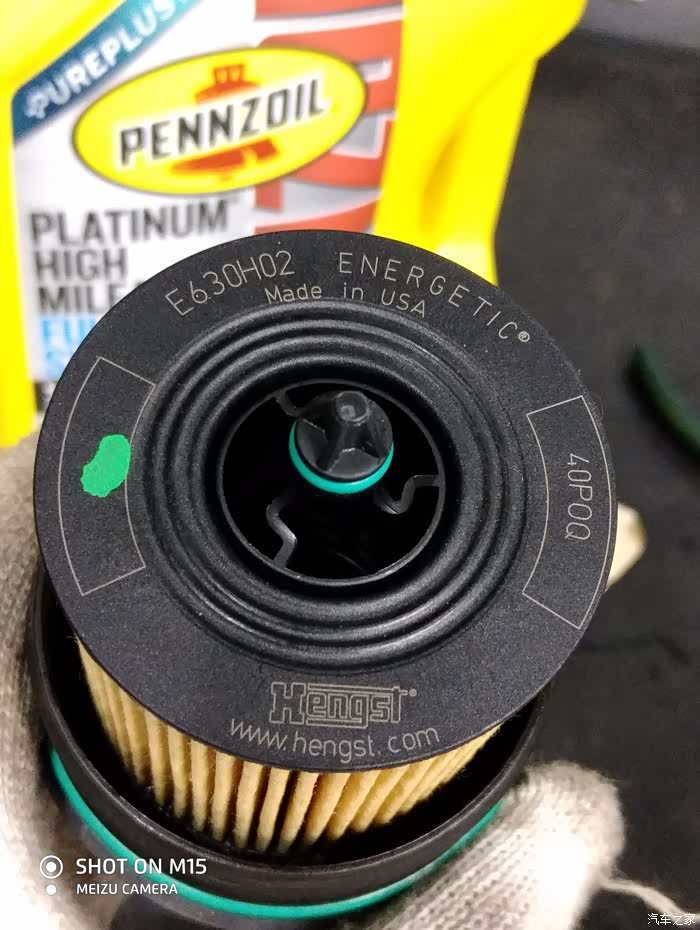 PUREPLUS
PENNZOIL
PLATINUM
HIGH
E630H02 ENERGETIC®
Made in USA
40P0Q
Hengst®
www.hengst.com
SHOT ON M15
MEIZU CAMERA
汽车之家